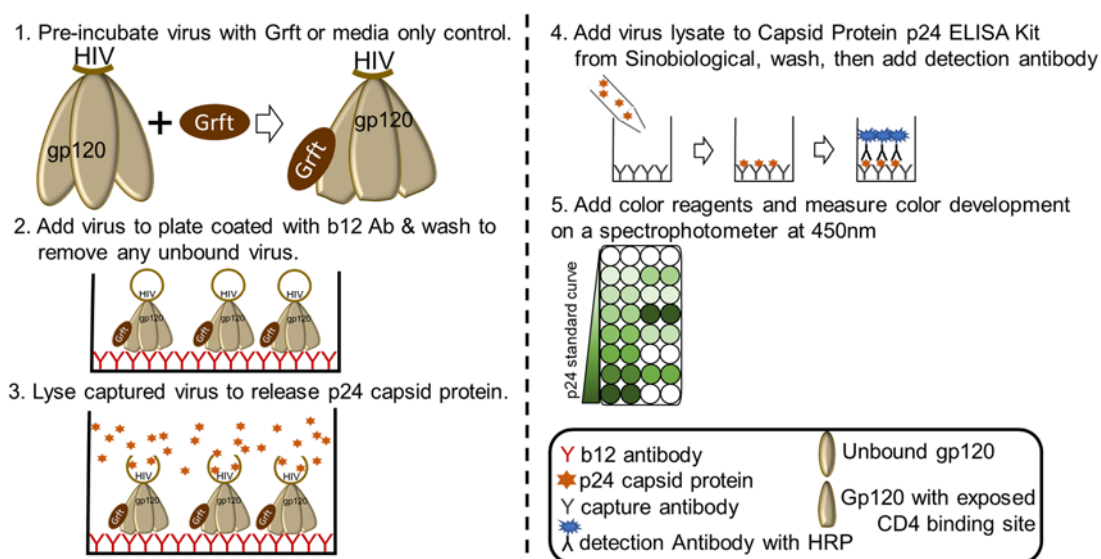 1. Pre-incubate virus with Grft or media only control.
HIV
gp120
+
Grft
HIV
gp120
Grft
2. Add virus to plate coated with b12 Ab & wash to
remove any unbound virus.
HIV
gp120
Grft
HIV
gp120
Grft
HIV
gp120
Grft
3. Lyse captured virus to release p24 capsid protein.
HIV
gp120
Grft
HIV
gp120
Grft
HIV
gp120
Grft
4. Add virus lysate to Capsid Protein p24 ELISA Kit
from Sinobiological, wash, then add detection antibody
5. Add color reagents and measure color development
on a spectrophotometer at 450nm
p24 standard curve
b12 antibody
p24 capsid protein
capture antibody
detection Antibody with HRP
Unbound gp120
Gp120 with exposed
CD4 binding site